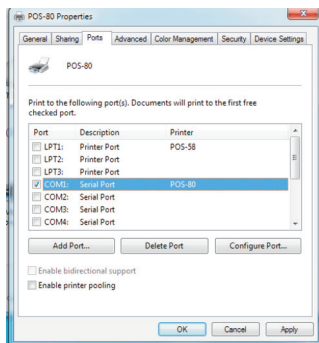 POS-80 Properties
General Sharing Ports Advanced Color Management Security Device Settings
POS-80
Print to the following port(s). Documents will print to the first free
checked port.
Port Description Printer
LPT1: Printer Port POS-58
LPT2: Printer Port
LPT3: Printer Port
COM1: Serial Port POS-80
COM2: Serial Port
COM3: Serial Port
COM4: Serial Port
Add Port... Delete Port Configure Port...
Enable bidirectional support
Enable printer pooling
OK Cancel Apply